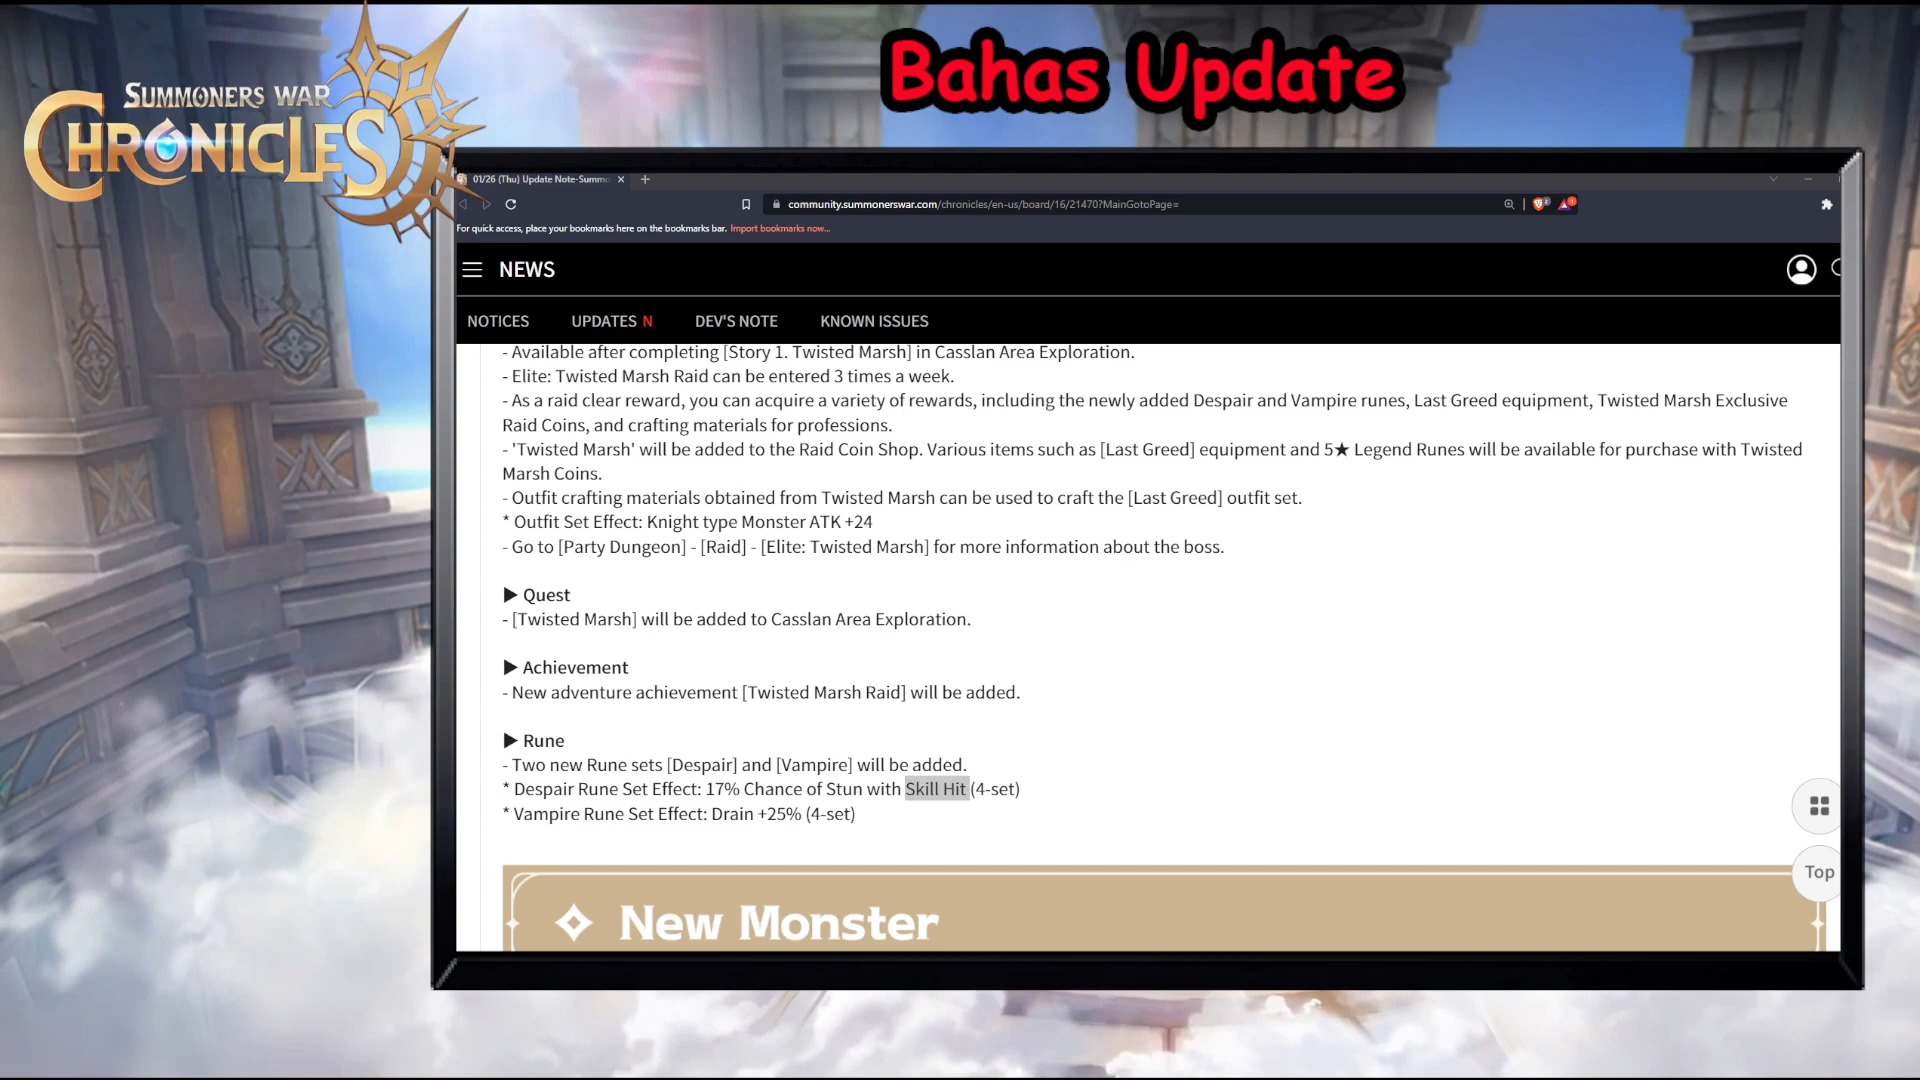 Bahas Update
SUMMONERS WAR
CHRONICLES
01/26 (Thu) Update Note-Summo
community.summonerswar.com/chronicles/en-us/board/16/21470?MainGotoPage=
For quick access, place your bookmarks here on the bookmarks bar. Import bookmarks now...
NEWS
NOTICES UPDATES N DEV'S NOTE KNOWN ISSUES
- Available after completing [Story 1. Twisted Marsh] in Casslan Area Exploration.
- Elite: Twisted Marsh Raid can be entered 3 times a week.
- As a raid clear reward, you can acquire a variety of rewards, including the newly added Despair and Vampire runes, Last Greed equipment, Twisted Marsh Exclusive
Raid Coins, and crafting materials for professions.
- 'Twisted Marsh' will be added to the Raid Coin Shop. Various items such as [Last Greed] equipment and 5★ Legend Runes will be available for purchase with Twisted
Marsh Coins.
- Outfit crafting materials obtained from Twisted Marsh can be used to craft the [Last Greed] outfit set.
* Outfit Set Effect: Knight type Monster ATK +24
- Go to [Party Dungeon] - [Raid] - [Elite: Twisted Marsh] for more information about the boss.
▶ Quest
- [Twisted Marsh] will be added to Casslan Area Exploration.
▶ Achievement
- New adventure achievement [Twisted Marsh Raid] will be added.
▶ Rune
- Two new Rune sets [Despair] and [Vampire] will be added.
* Despair Rune Set Effect: 17% Chance of Stun with Skill Hit (4-set)
* Vampire Rune Set Effect: Drain +25% (4-set)
Top
New Monster